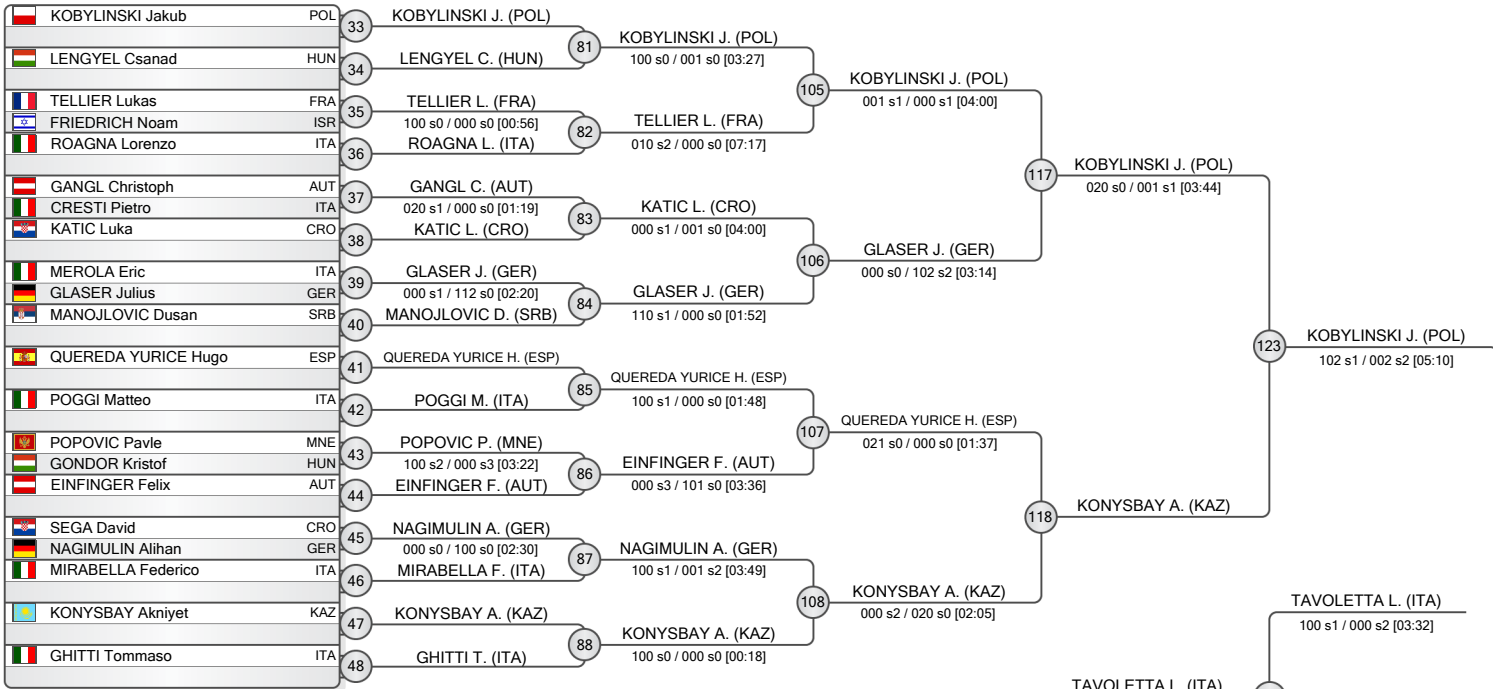 KOBYLINSKI Jakub POL 33 KOBYLINSKI J. (POL)
81 KOBYLINSKI J. (POL)
100 s0 / 001 s0 [03:27]
LENGYEL Csanad HUN 34 LENGYEL C. (HUN)
105 KOBYLINSKI J. (POL)
001 s1 / 000 s1 [04:00]
TELLIER Lukas FRA 35 TELLIER L. (FRA)
FRIEDRICH Noam ISR 100 s0 / 000 s0 [00:56]
82 TELLIER L. (FRA)
010 s2 / 000 s0 [07:17]
ROAGNA Lorenzo ITA 36 ROAGNA L. (ITA)
117 KOBYLINSKI J. (POL)
020 s0 / 001 s1 [03:44]
GANGL Christoph AUT 37 GANGL C. (AUT)
CRESTI Pietro ITA 020 s1 / 000 s0 [01:19]
83 KATIC L. (CRO)
000 s1 / 001 s0 [04:00]
KATIC Luka CRO 38 KATIC L. (CRO)
106 GLASER J. (GER)
000 s0 / 102 s2 [03:14]
MEROLA Eric ITA 39 GLASER J. (GER)
GLASER Julius GER 000 s1 / 112 s0 [02:20]
84 GLASER J. (GER)
110 s1 / 000 s0 [01:52]
MANOJLOVIC Dusan SRB 40 MANOJLOVIC D. (SRB)
123 KOBYLINSKI J. (POL)
102 s1 / 002 s2 [05:10]
QUEREDA YURICE Hugo ESP 41 QUEREDA YURICE H. (ESP)
85 QUEREDA YURICE H. (ESP)
100 s1 / 000 s0 [01:48]
POGGI Matteo ITA 42 POGGI M. (ITA)
107 QUEREDA YURICE H. (ESP)
021 s0 / 000 s0 [01:37]
POPOVIC Pavle MNE 43 POPOVIC P. (MNE)
GONDOR Kristof HUN 100 s2 / 000 s3 [03:22]
86 EINFINGER F. (AUT)
000 s3 / 101 s0 [03:36]
EINFINGER Felix AUT 44 EINFINGER F. (AUT)
118 KONYSBAY A. (KAZ)
SEGA David CRO 45 NAGIMULIN A. (GER)
NAGIMULIN Alihan GER 000 s0 / 100 s0 [02:30]
87 NAGIMULIN A. (GER)
100 s1 / 001 s2 [03:49]
MIRABELLA Federico ITA 46 MIRABELLA F. (ITA)
108 KONYSBAY A. (KAZ)
000 s2 / 020 s0 [02:05]
KONYSBAY Akniyet KAZ 47 KONYSBAY A. (KAZ)
88 KONYSBAY A. (KAZ)
100 s0 / 000 s0 [00:18]
GHITTI Tommaso ITA 48 GHITTI T. (ITA)
TAVOLETTA L. (ITA)
100 s1 / 000 s2 [03:32]
TAVOLETTA L. (ITA)